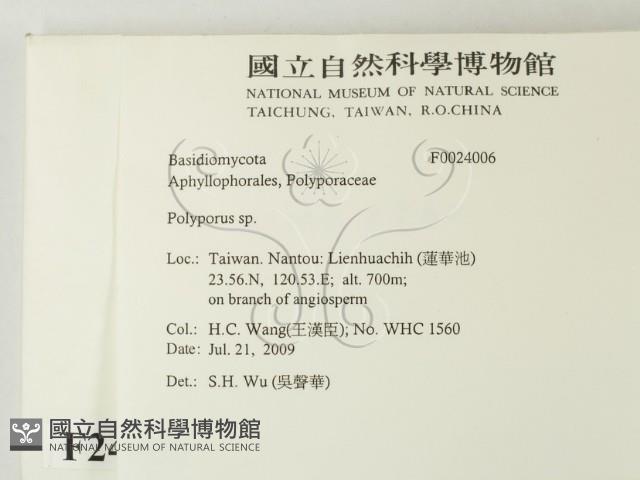 國立自然科學博物館
NATIONAL MUSEUM OF NATURAL SCIENCE
TAICHUNG, TAIWAN, R.O.CHINA
Basidiomycota F0024006
Aphyllophorales, Polyporaceae
Polyporus sp.
Loc.: Taiwan. Nantou: Lienhuachih (蓮華池)
23.56.N, 120.53.E; alt. 700m;
on branch of angiosperm
Col.: H.C. Wang(王漢臣); No. WHC 1560
Date: Jul. 21, 2009
Det.: S.H. Wu (吳聲華)
國立自然科學博物館
NATIONAL MUSEUM OF NATURAL SCIENCE